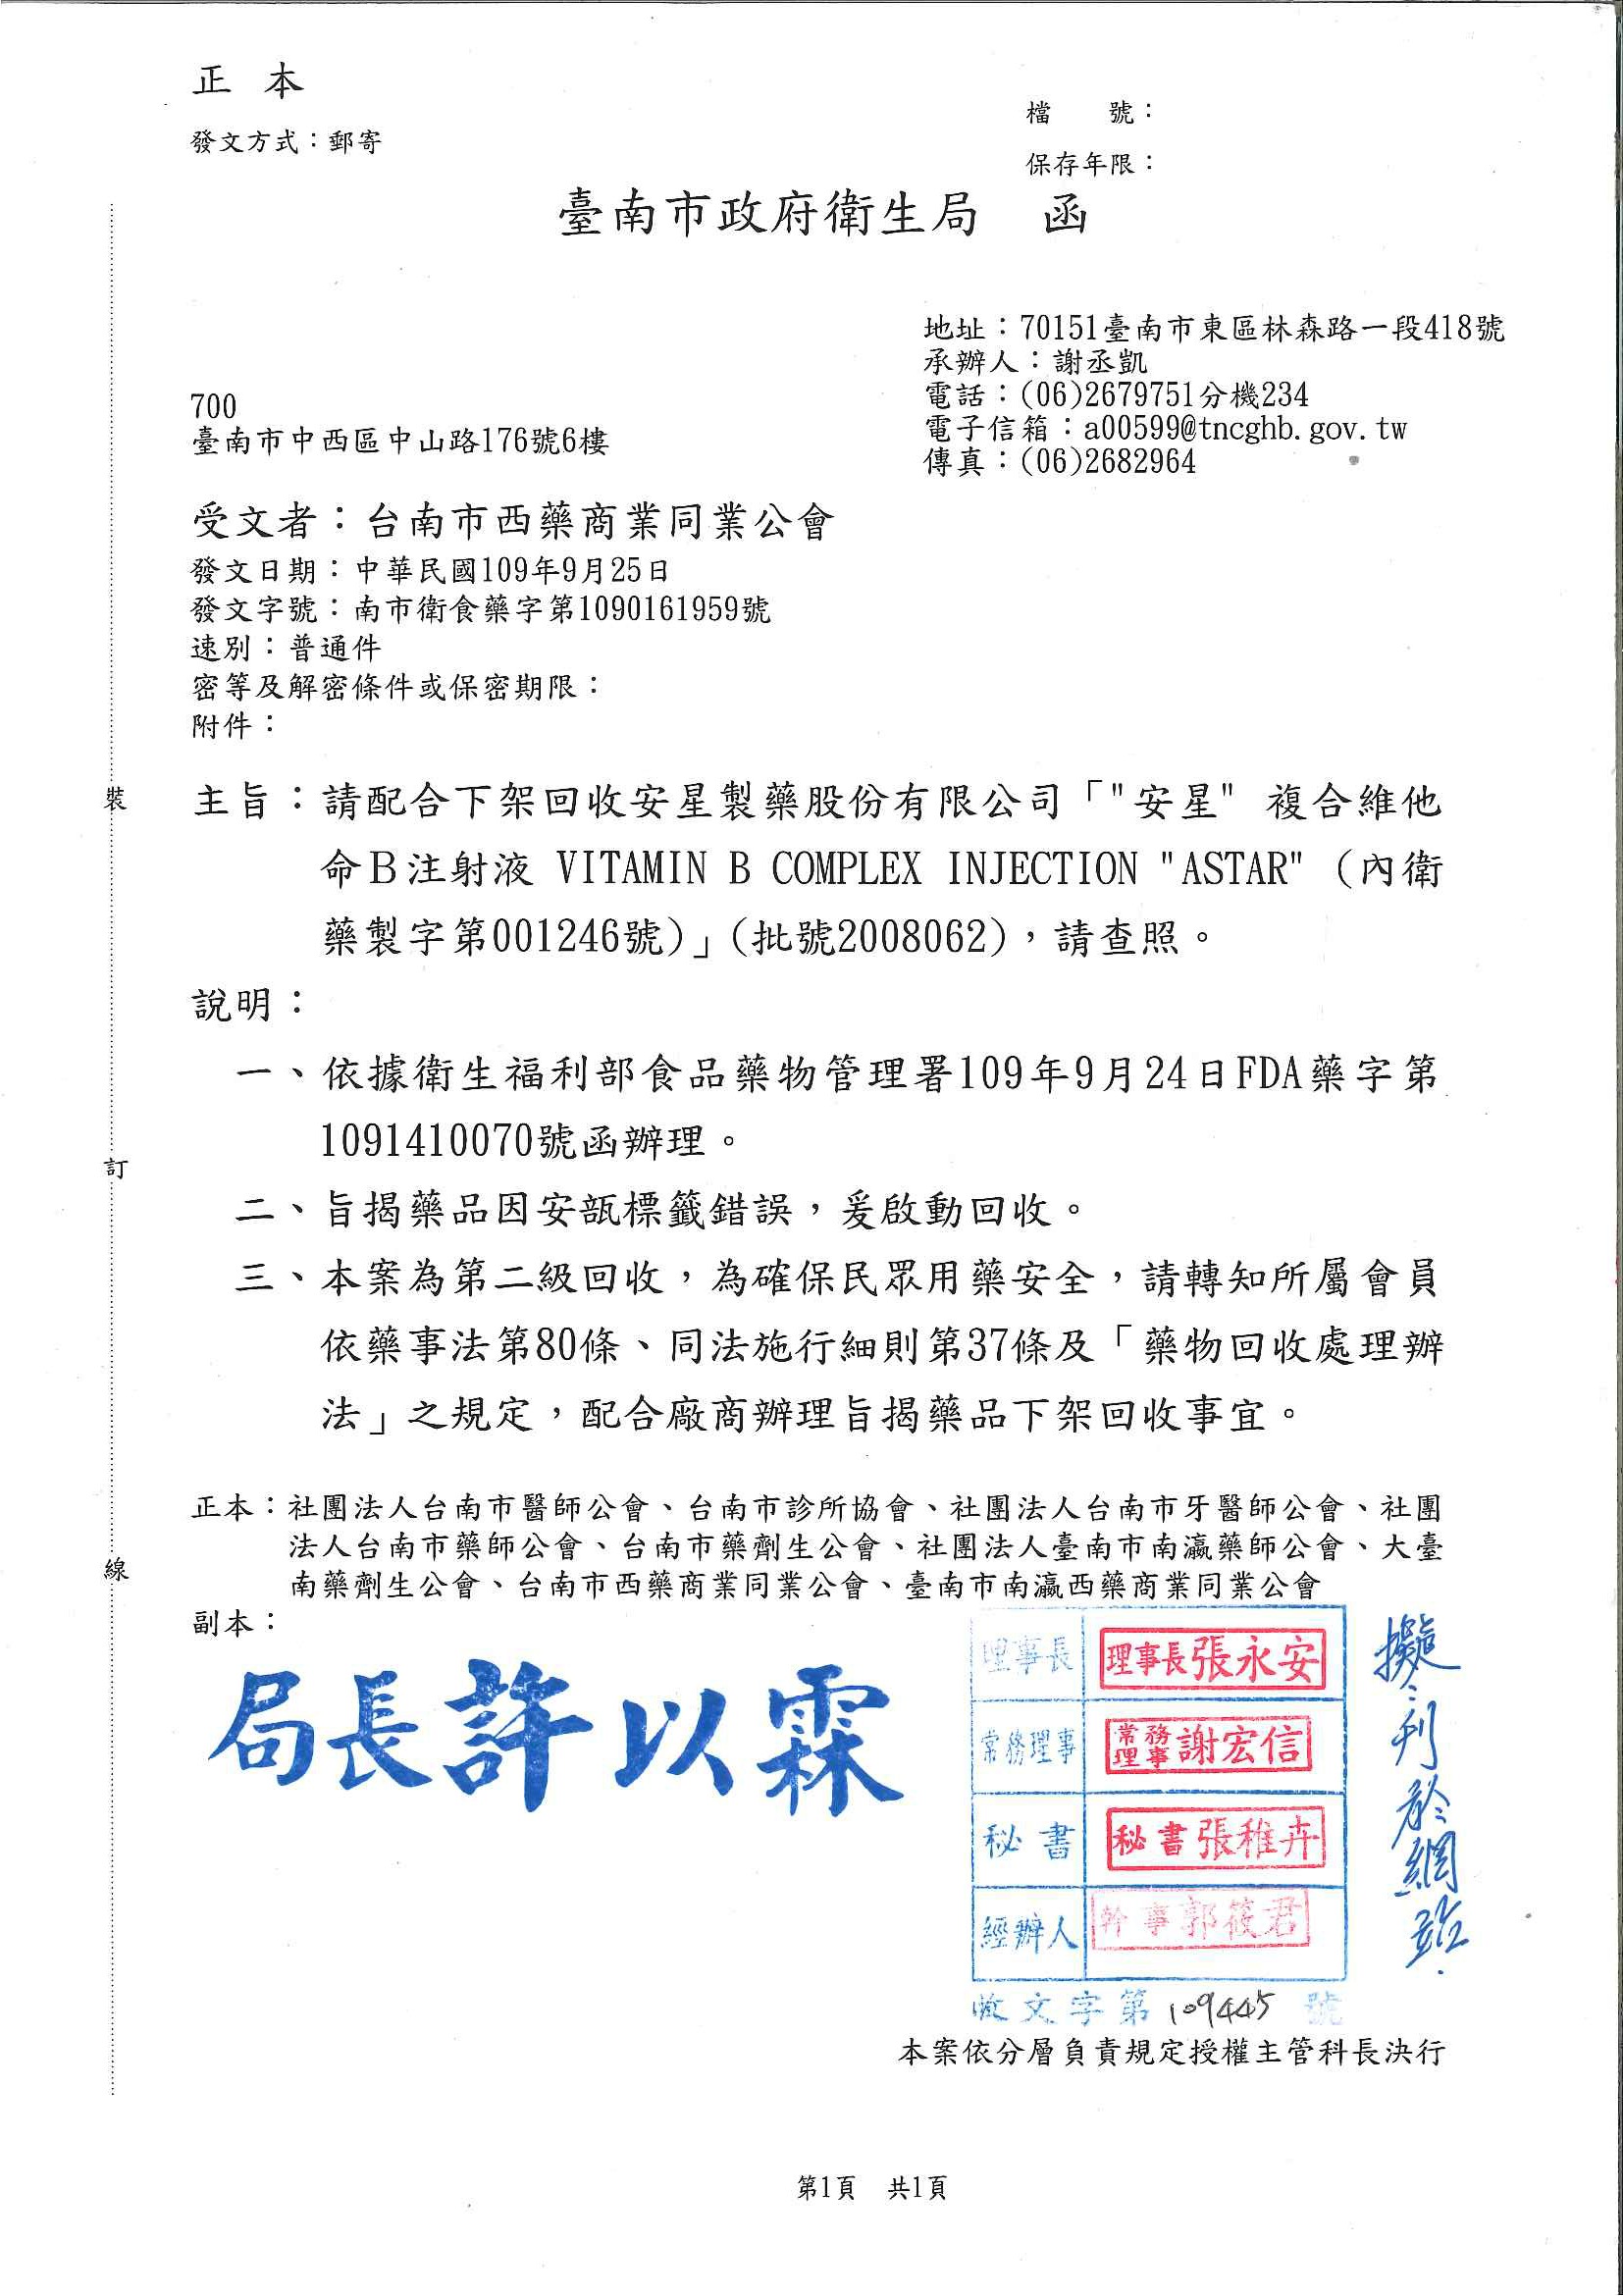 正 本
發文方式：郵寄
檔　　號：
保存年限：
臺南市政府衛生局　函
地址：70151臺南市東區林森路一段418號
承辦人：謝丞凱
電話：(06)2679751分機234
電子信箱：a00599@tncghb.gov.tw
傳真：(06)2682964
700
臺南市中西區中山路176號6樓
受文者：台南市西藥商業同業公會
發文日期：中華民國109年9月25日
發文字號：南市衛食藥字第1090161959號
速別：普通件
密等及解密條件或保密期限：
附件：
主旨：請配合下架回收安星製藥股份有限公司「"安星" 複合維他
命B注射液 VITAMIN B COMPLEX INJECTION "ASTAR"（內衛
藥製字第001246號)」(批號2008062)，請查照。
說明：
一、依據衛生福利部食品藥物管理署109年9月24日FDA藥字第
1091410070號函辦理。
二、旨揭藥品因安瓿標籤錯誤，爰啟動回收。
三、本案為第二級回收，為確保民眾用藥安全，請轉知所屬會員
依藥事法第80條、同法施行細則第37條及「藥物回收處理辦
法」之規定，配合廠商辦理旨揭藥品下架回收事宜。
正本：社團法人台南市醫師公會、台南市診所協會、社團法人台南市牙醫師公會、社團
法人台南市藥師公會、台南市藥劑生公會、社團法人臺南市南瀛藥師公會、大臺
南藥劑生公會、台南市西藥商業同業公會、臺南市南瀛西藥商業同業公會
副本：
局長許以霖
理事長 理事長張永安
常務理事 常務理事謝宏信
秘書 秘書張稚卉
經辦人 幹事郭筱君
收文字第109445號
擬刊於網站.
本案依分層負責規定授權主管科長決行
裝
訂
線
第1頁　共1頁